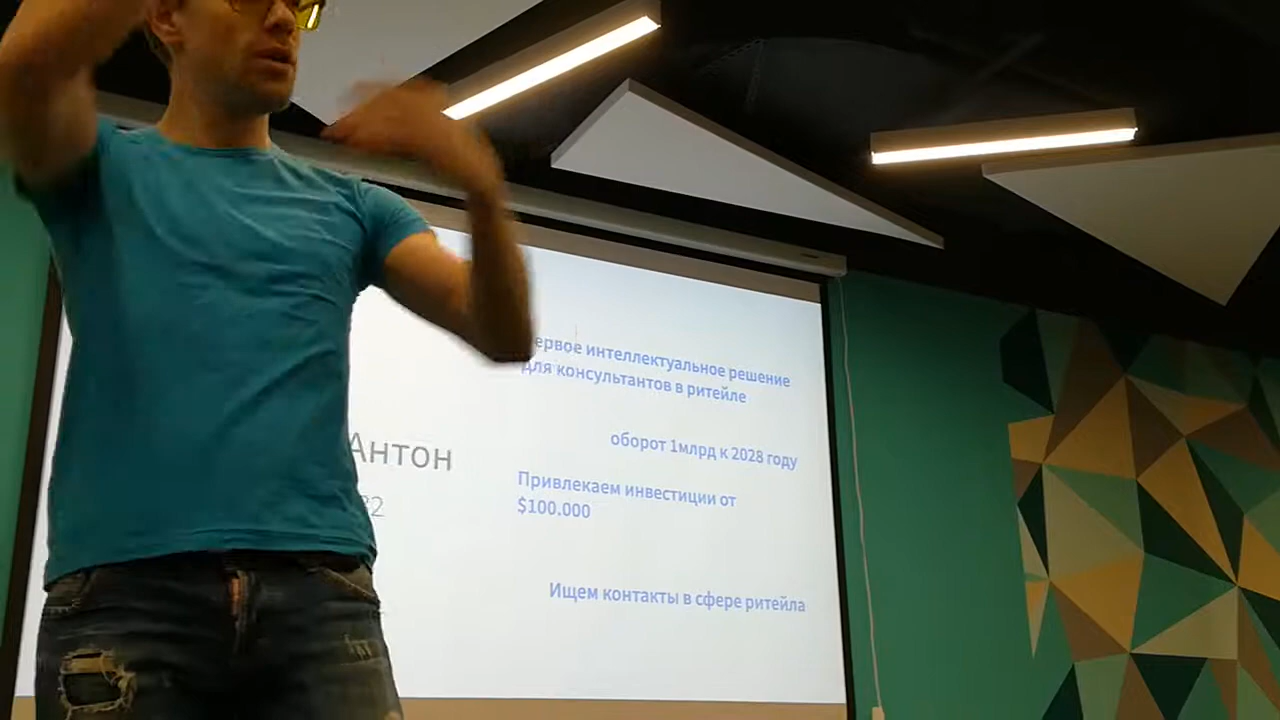 ервое интеллектуальное решение
для консультантов в ритейле
оборот 1млрд к 2028 году
Антон
Привлекаем инвестиции от
$100.000
32
Ищем контакты в сфере ритейла